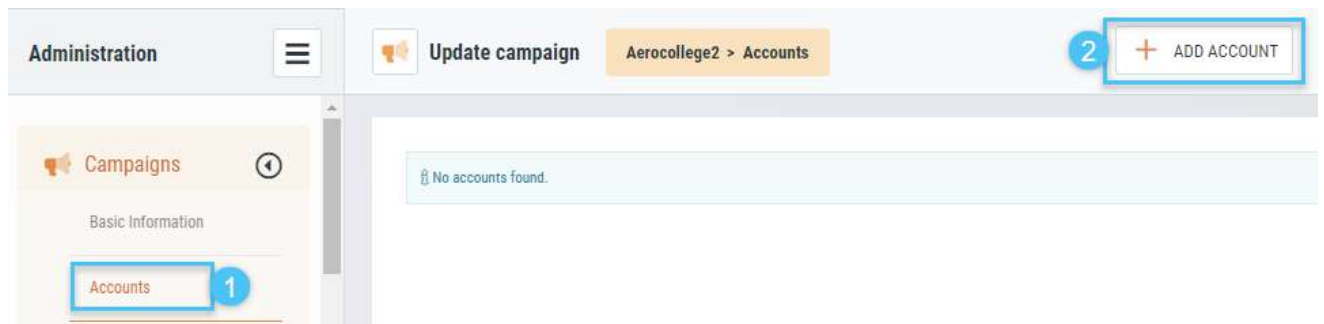 Administration
Update campaign
Aerocollege2 > Accounts
2
+ ADD ACCOUNT
Campaigns
No accounts found.
Basic Information
Accounts
1